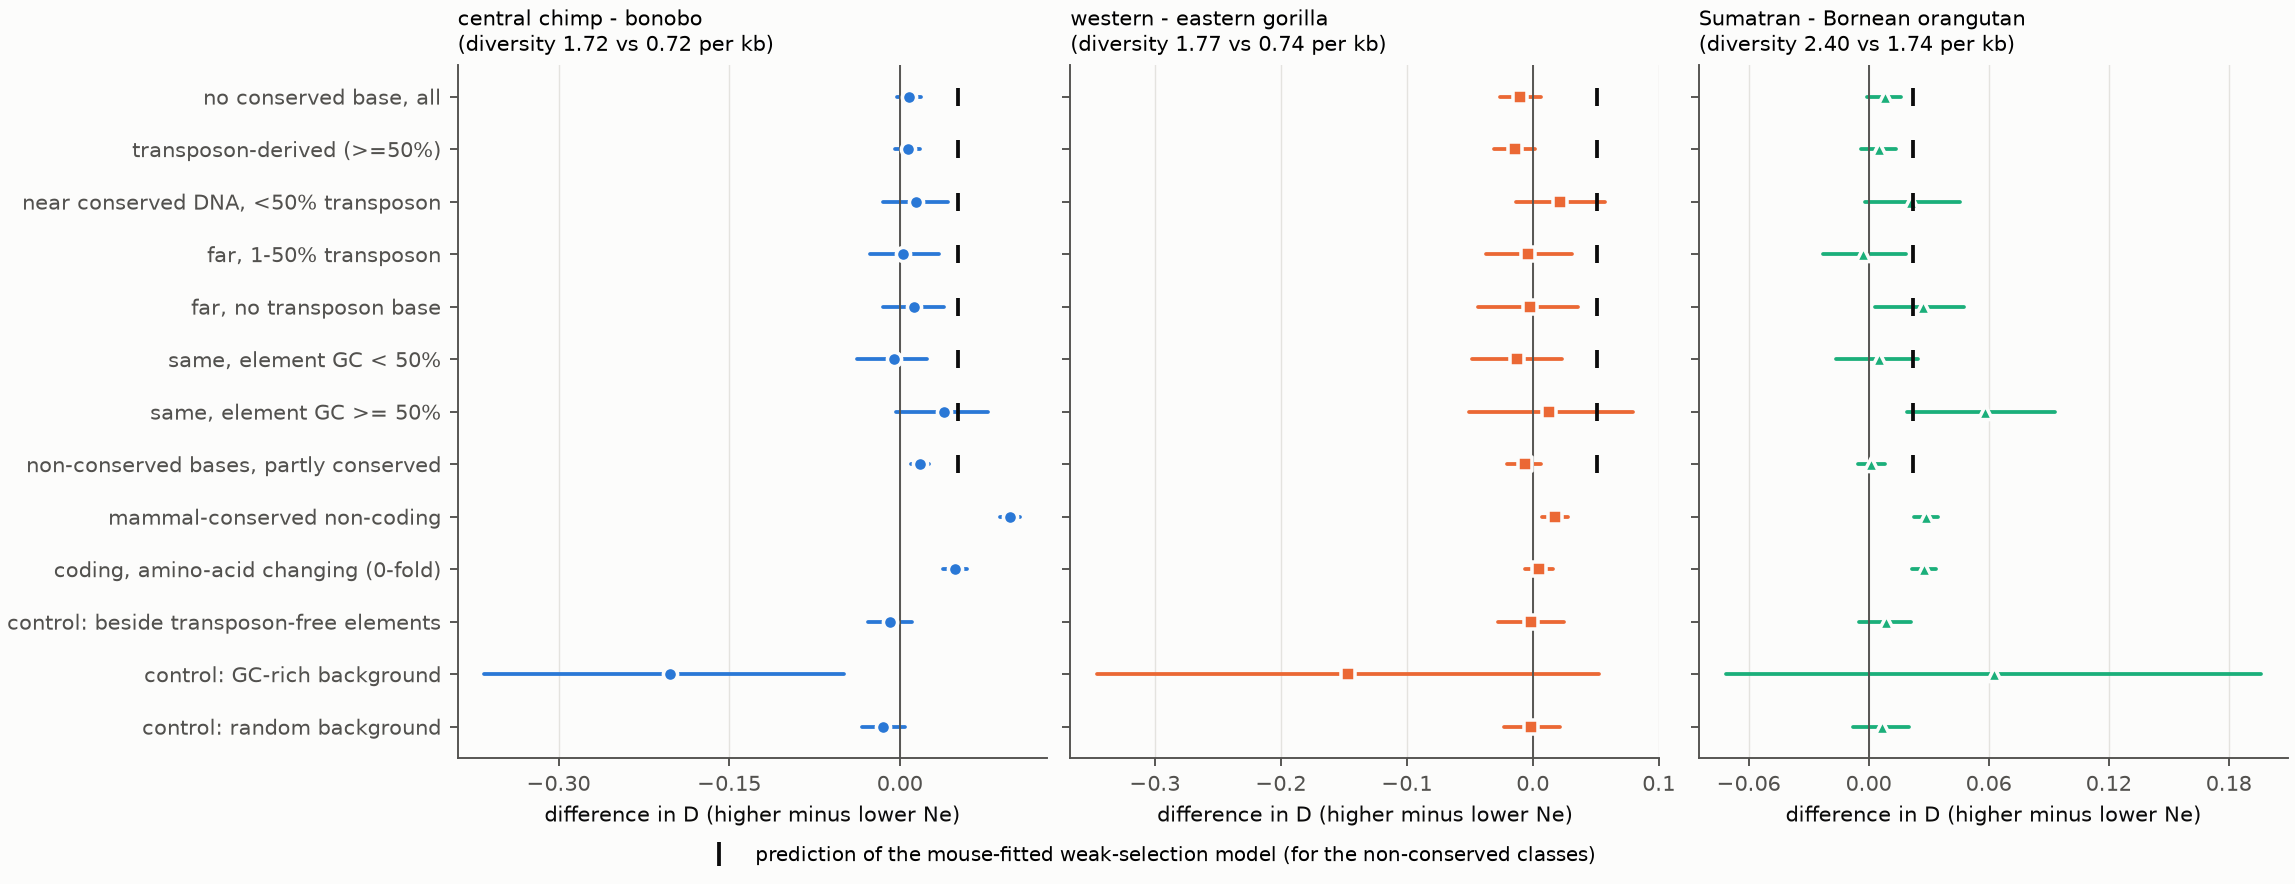 central chimp - bonobo
(diversity 1.72 vs 0.72 per kb)
western - eastern gorilla
(diversity 1.77 vs 0.74 per kb)
Sumatran - Bornean orangutan
(diversity 2.40 vs 1.74 per kb)
no conserved base, all
transposon-derived (>=50%)
near conserved DNA, <50% transposon
far, 1-50% transposon
far, no transposon base
same, element GC < 50%
same, element GC >= 50%
non-conserved bases, partly conserved
mammal-conserved non-coding
coding, amino-acid changing (0-fold)
control: beside transposon-free elements
control: GC-rich background
control: random background
−0.30 −0.15 0.00
−0.3 −0.2 −0.1 0.0 0.1
−0.06 0.00 0.06 0.12 0.18
difference in D (higher minus lower Ne)
difference in D (higher minus lower Ne)
difference in D (higher minus lower Ne)
prediction of the mouse-fitted weak-selection model (for the non-conserved classes)